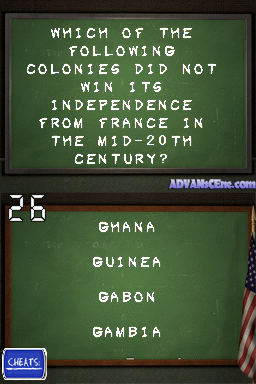 WHICH OF THE
FOLLOWING
COLONIES DID NOT
WIN ITS
INDEPENDENCE
FROM FRANCE IN
THE MID-20TH
CENTURY?
ADVANsCEne.com
26
GHANA
GUINEA
GABON
GAMBIA
CHEATS: